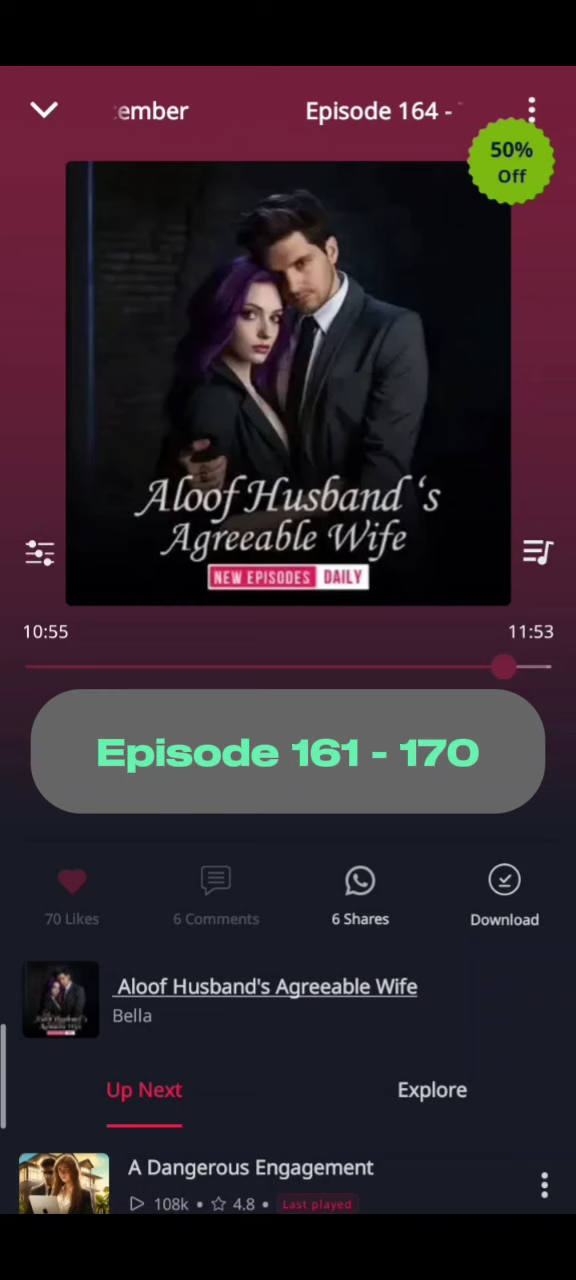 ember Episode 164 -
50%
Off
Aloof Husband 's
Agreeable Wife
NEW EPISODES DAILY
10:55 11:53
Episode 161 - 170
70 Likes 6 Comments 6 Shares Download
Aloof Husband's Agreeable Wife
Bella
Up Next Explore
A Dangerous Engagement
108k • 4.8 • Last played